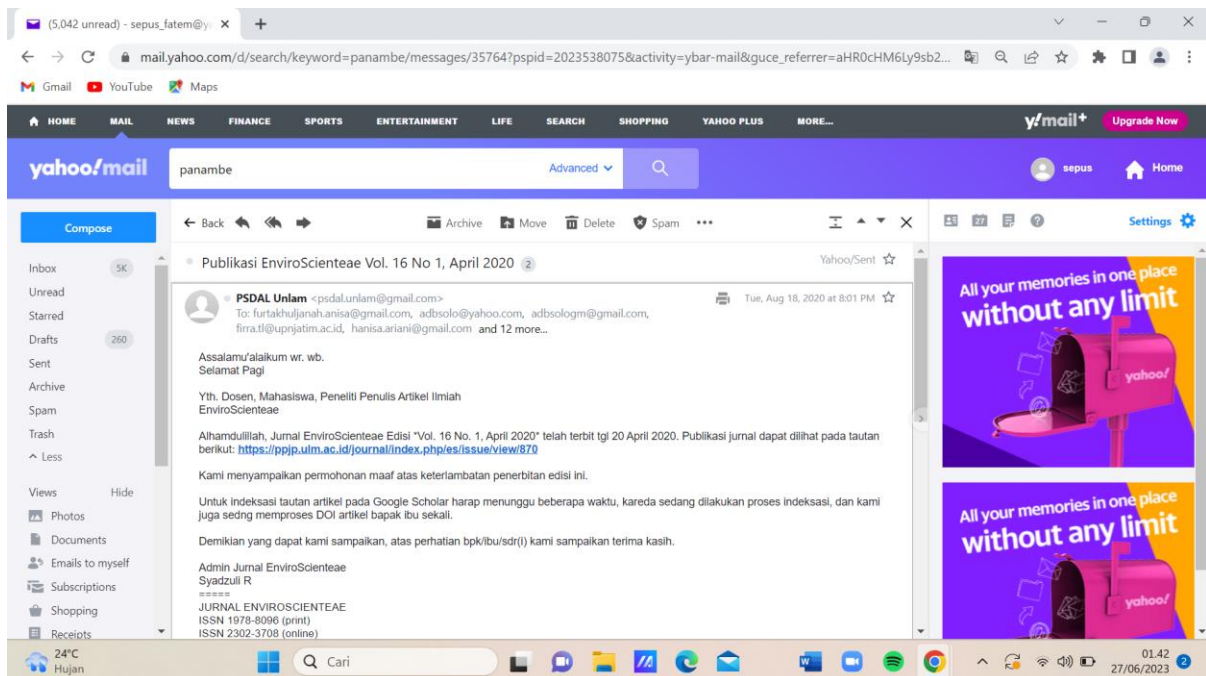 (5,042 unread) - sepus_fatem@y
mail.yahoo.com/d/search/keyword=panambe/messages/35764?pspid=2023538075&activity=ybar-mail&guce_referrer=aHR0cHM6Ly9sb2...
Gmail YouTube Maps
HOME MAIL NEWS FINANCE SPORTS ENTERTAINMENT LIFE SEARCH SHOPPING YAHOO PLUS MORE... y!mail+ Upgrade Now
yahoo!mail panambe Advanced sepus Home
Compose Back Archive Move Delete Spam ••• 27 Settings
Inbox 5K
Unread
Starred
Drafts 260
Sent
Archive
Spam
Trash
Less
Views Hide
Photos
Documents
Emails to myself
Subscriptions
Shopping
Receipts
Publikasi EnviroScienteae Vol. 16 No 1, April 2020 2 Yahoo/Sent
PSDAL Unlam <psdal.unlam@gmail.com> Tue, Aug 18, 2020 at 8:01 PM
To: furtakhuljanah.anisa@gmail.com, adbsolo@yahoo.com, adbsologm@gmail.com,
firra.tl@upnjatim.ac.id, hanisa.ariani@gmail.com and 12 more...
Assalamu'alaikum wr. wb.
Selamat Pagi
Yth. Dosen, Mahasiswa, Peneliti Penulis Artikel Ilmiah
EnviroScienteae
Alhamdulillah, Jurnal EnviroScienteae Edisi "Vol. 16 No. 1, April 2020" telah terbit tgl 20 April 2020. Publikasi jurnal dapat dilihat pada tautan
berikut: https://ppjp.ulm.ac.id/journal/index.php/es/issue/view/870
Kami menyampaikan permohonan maaf atas keterlambatan penerbitan edisi ini.
Untuk indeksasi tautan artikel pada Google Scholar harap menunggu beberapa waktu, kareda sedang dilakukan proses indeksasi, dan kami
juga sedng memproses DOI artikel bapak ibu sekali.
Demikian yang dapat kami sampaikan, atas perhatian bpk/ibu/sdr(i) kami sampaikan terima kasih.
Admin Jurnal EnviroScienteae
Syadzuli R
=====
JURNAL ENVIROSCIENTEAE
ISSN 1978-8096 (print)
ISSN 2302-3708 (online)
All your memories in one place
without any limit
yahoo!
All your memories in one place
without any limit
yahoo!
24°C
Hujan
Cari
01.42
27/06/2023
2